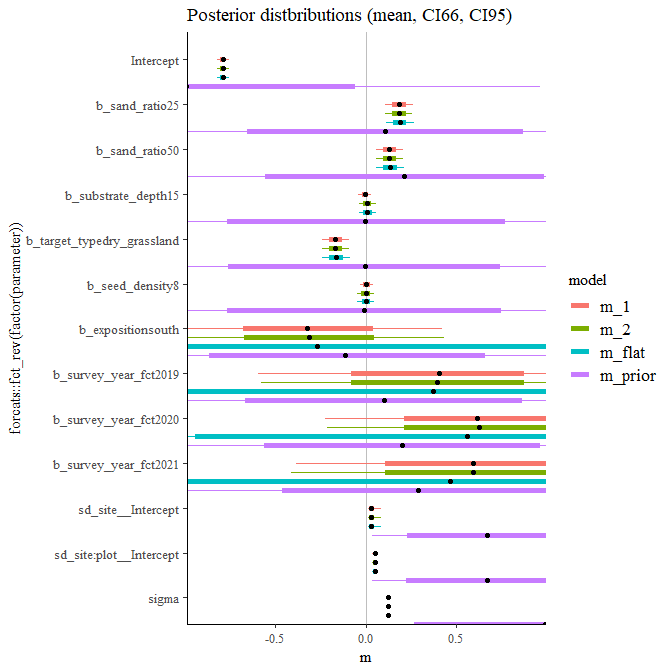 Posterior distbributions (mean, CI66, CI95)
forcats::fct_rev(factor(parameter))
Intercept
b_sand_ratio25
b_sand_ratio50
b_substrate_depth15
b_target_typedry_grassland
b_seed_density8
b_expositionsouth
b_survey_year_fct2019
b_survey_year_fct2020
b_survey_year_fct2021
sd_site__Intercept
sd_site:plot__Intercept
sigma
-0.5 0.0 0.5
m
model
m_1
m_2
m_flat
m_prior